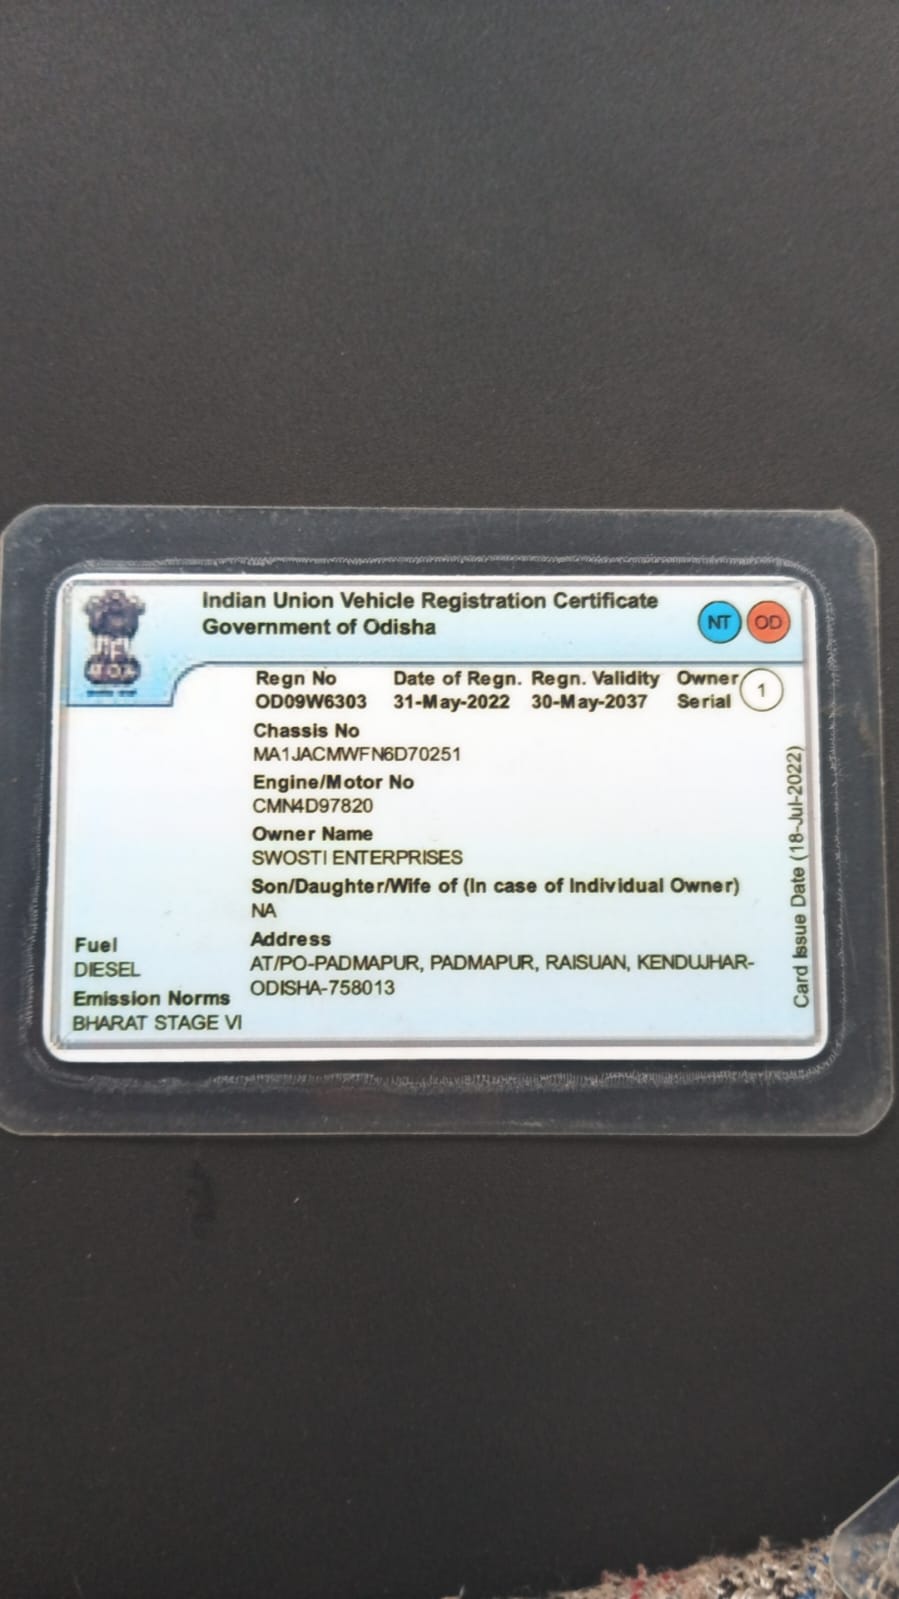 Indian Union Vehicle Registration Certificate
Government of Odisha
NT OD
Regn No Date of Regn. Regn. Validity Owner Serial 1
OD09W6303 31-May-2022 30-May-2037
Chassis No
MA1JACMWFN6D70251
Engine/Motor No
CMN4D97820
Owner Name
SWOSTI ENTERPRISES
Son/Daughter/Wife of (In case of Individual Owner)
NA
Address
AT/PO-PADMAPUR, PADMAPUR, RAISUAN, KENDUJHAR-
ODISHA-758013
Fuel
DIESEL
Emission Norms
BHARAT STAGE VI
Card Issue Date (18-Jul-2022)